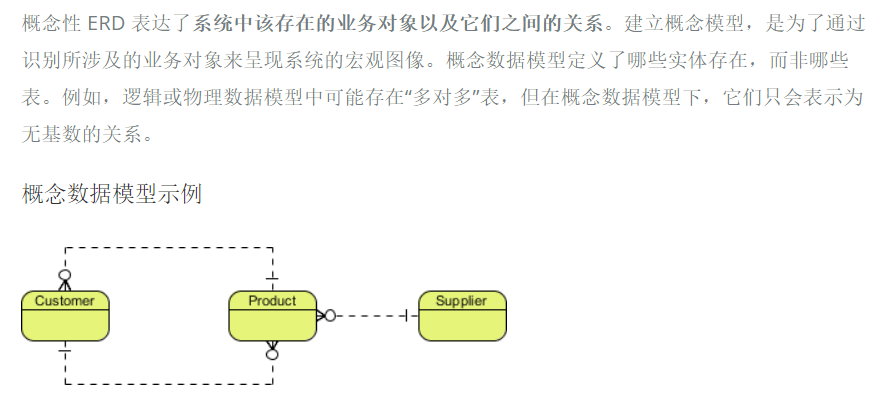 概念性 ERD 表达了系统中该存在的业务对象以及它们之间的关系。建立概念模型，是为了通过
识别所涉及的业务对象来呈现系统的宏观图像。概念数据模型定义了哪些实体存在，而非哪些
表。例如，逻辑或物理数据模型中可能存在“多对多”表，但在概念数据模型下，它们只会表示为
无基数的关系。
概念数据模型示例
Customer
Product
Supplier